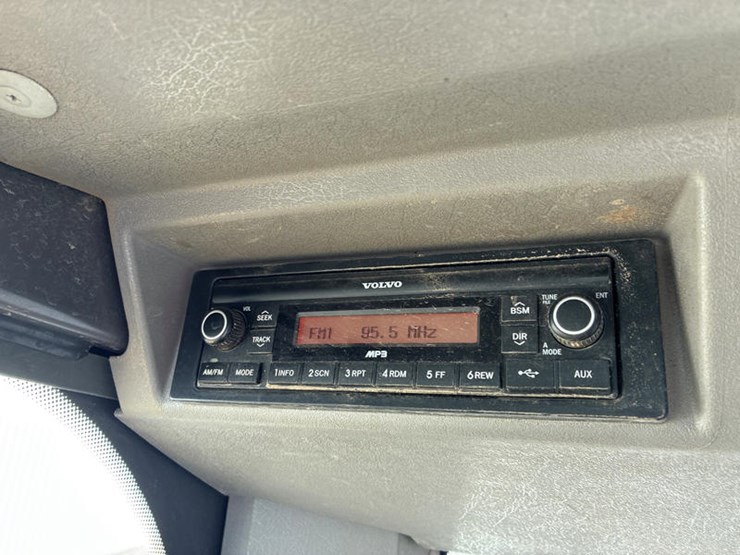 VOLVO
VOL
SEEK
TRACK
FM1 95.5 MHz
MP3
BSM
DIR
TUNE
FILE
ENT
A
MODE
AM/FM MODE 1 INFO 2 SCN 3 RPT 4 RDM 5 FF 6 REW AUX